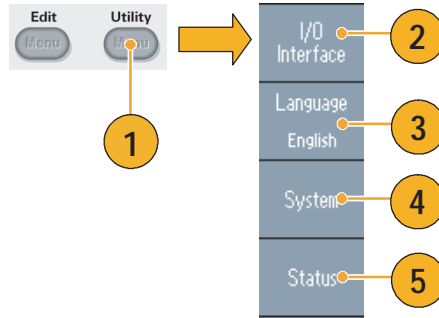 Edit
Utility
Menu
Menu
1
I/O
Interface
2
Language
English
3
System
4
Status
5